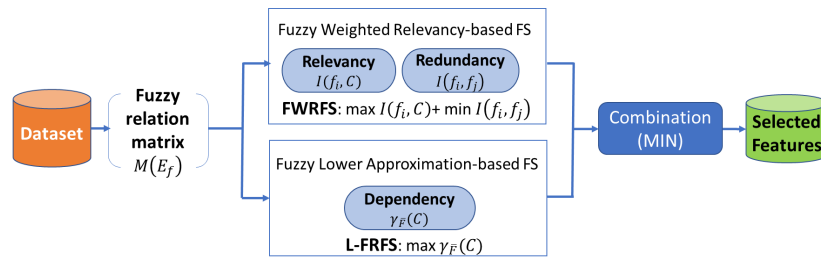 Dataset
Fuzzy
relation
matrix
M(E_f)
Fuzzy Weighted Relevancy-based FS
Relevancy
I(f_i, C)
Redundancy
I(f_i, f_j)
FWRFS: max I(f_i, C)+ min I(f_i, f_j)
Fuzzy Lower Approximation-based FS
Dependency
γ_F̄(C)
L-FRFS: max γ_F̄(C)
Combination
(MIN)
Selected
Features